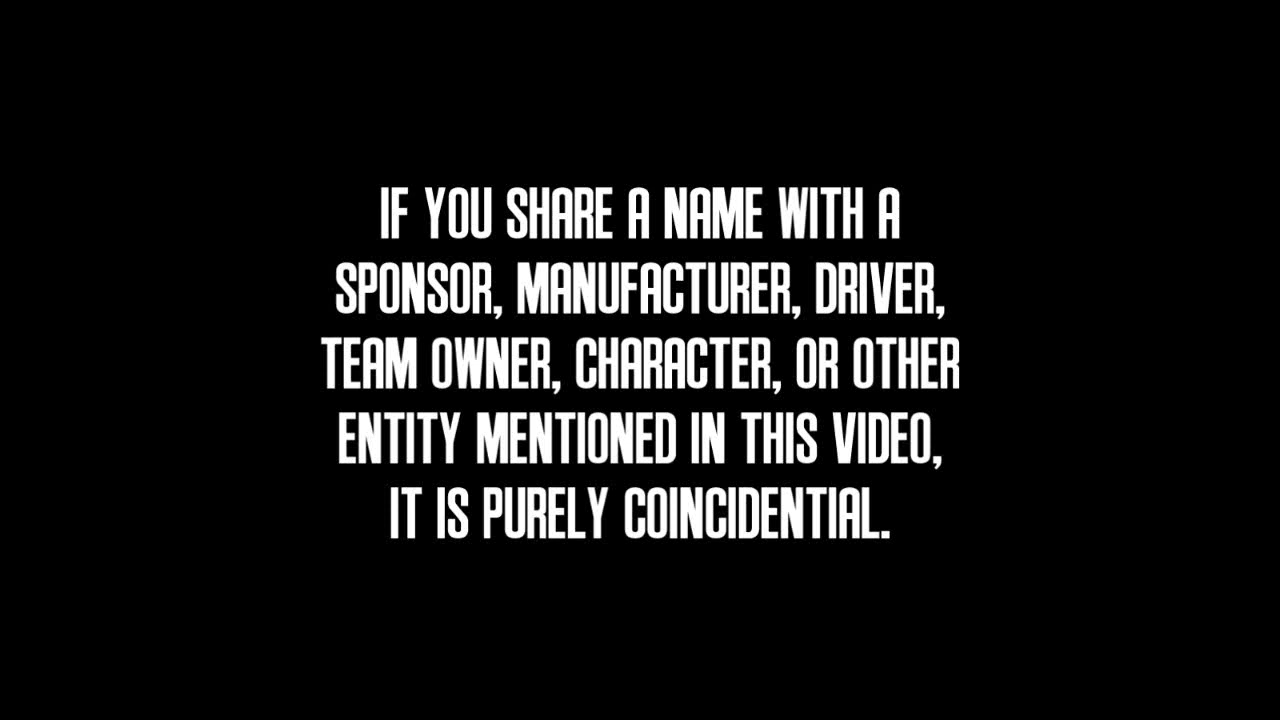 IF YOU SHARE A NAME WITH A
SPONSOR, MANUFACTURER, DRIVER,
TEAM OWNER, CHARACTER, OR OTHER
ENTITY MENTIONED IN THIS VIDEO,
IT IS PURELY COINCIDENTIAL.